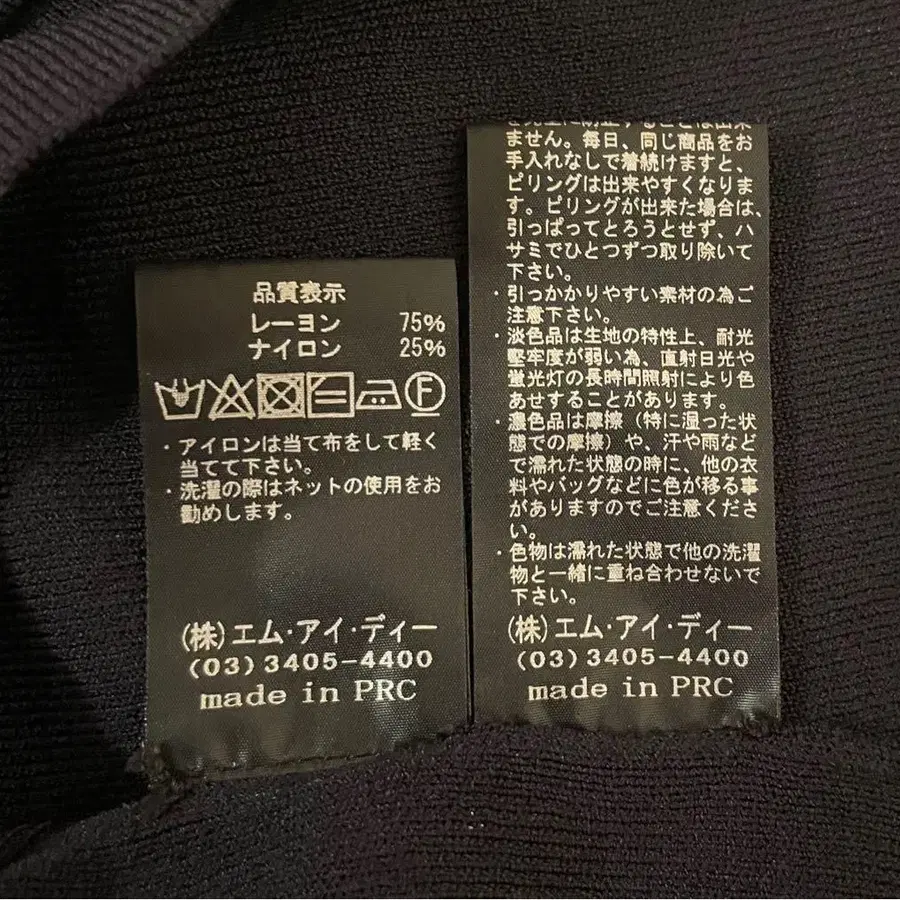 品質表示
レーヨン 75%
ナイロン 25%
F
・アイロンは当て布をして軽く
当てて下さい。
・洗濯の際はネットの使用をお
勧めします。
(株)エム・アイ・ディー
(03)3405-4400
made in PRC
を完全に防止することは出来
ません。毎日、同じ商品をお
手入れなしで着続けますと、
ピリングは出来やすくなりま
す。ピリングが出来た場合は、
引っぱってとろうとせず、ハ
サミでひとつずつ取り除いて
下さい。
・引っかかりやすい素材の為ご
注意下さい。
・淡色品は生地の特性上、耐光
堅牢度が弱い為、直射日光や
蛍光灯の長時間照射により色
あせすることがあります。
・濃色品は摩擦（特に湿った状
態での摩擦）や、汗や雨など
で濡れた状態の時に、他の衣
料やバッグなどに色が移る事
がありますのでご注意くださ
い。
・色物は濡れた状態で他の洗濯
物と一緒に重ね合わせないで
下さい。
(株)エム・アイ・ディー
(03)3405-4400
made in PRC